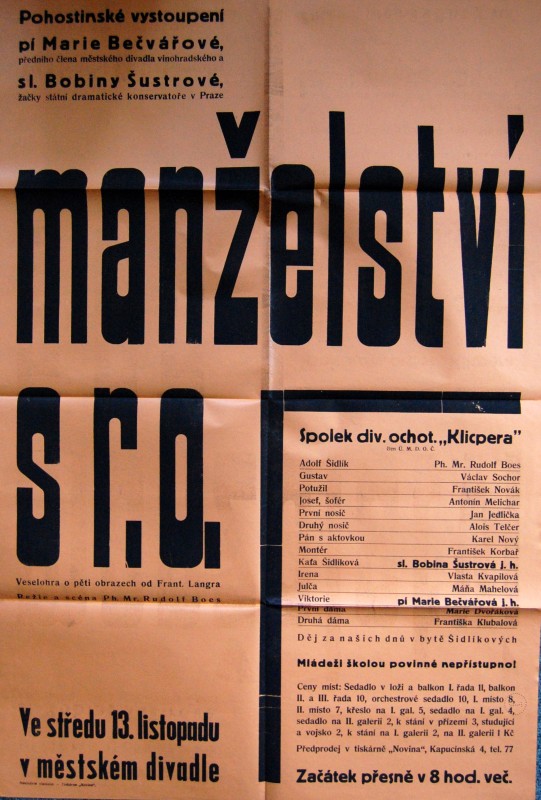 Pohostinské vystoupení
pí Marie Bečvářové,
předního člena městského divadla vinohradského a
sl. Bobiny Šustrové,
žačky státní dramatické konservatoře v Praze
manželství
s r. o.
Veselohra o pěti obrazech od Frant. Langra
Režie a scéna Ph. Mr. Rudolf Boes
Ve středu 13. listopadu
v městském divadle
Spolek div. ochot. „Klicpera"
člen Ú. M. D. O. Č.
Adolf Šidlík Ph. Mr. Rudolf Boes
Gustav Václav Sochor
Potužil František Novák
Josef, šofér Antonín Melichar
První nosič Jan Jedlička
Druhý nosič Alois Telčer
Pán s aktovkou Karel Nový
Montér František Korbař
Kaťa Šidlíková sl. Bobina Šustrová j. h.
Irena Vlasta Kvapilová
Julča Máňa Mahelová
Viktorie pí Marie Bečvářová j. h.
První dáma Marie Dvořáková
Druhá dáma Františka Klubalová
Děj za našich dnů v bytě Šidlíkových
Mládeži školou povinné nepřístupno!
Ceny míst: Sedadlo v loži a balkon I. řada 11, balkon
II. a III. řada 10, orchestrové sedadlo 10, I. místo 8,
II. místo 7, křeslo na I. gal. 5, sedadlo na I. gal. 4,
sedadlo na II. galerii 2, k stání v přízemí 3, studující
a vojsko 2, k stání na I. galerii 2, na II. galerii 1 Kč
Předprodej v tiskárně „Novina", Kapucínská 4, tel. 77
Začátek přesně v 8 hod. več.